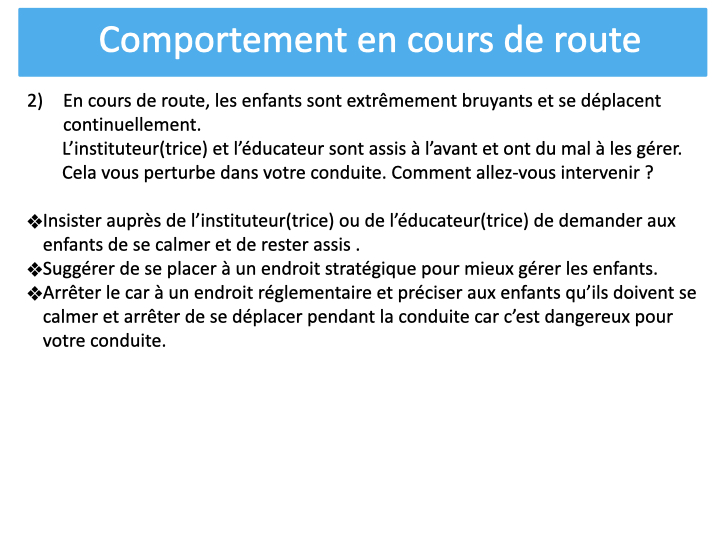 Comportement en cours de route
2) En cours de route, les enfants sont extrêmement bruyants et se déplacent
continuellement.
L’instituteur(trice) et l’éducateur sont assis à l’avant et ont du mal à les gérer.
Cela vous perturbe dans votre conduite. Comment allez-vous intervenir ?
❖Insister auprès de l’instituteur(trice) ou de l’éducateur(trice) de demander aux
enfants de se calmer et de rester assis .
❖Suggérer de se placer à un endroit stratégique pour mieux gérer les enfants.
❖Arrêter le car à un endroit réglementaire et préciser aux enfants qu’ils doivent se
calmer et arrêter de se déplacer pendant la conduite car c’est dangereux pour
votre conduite.